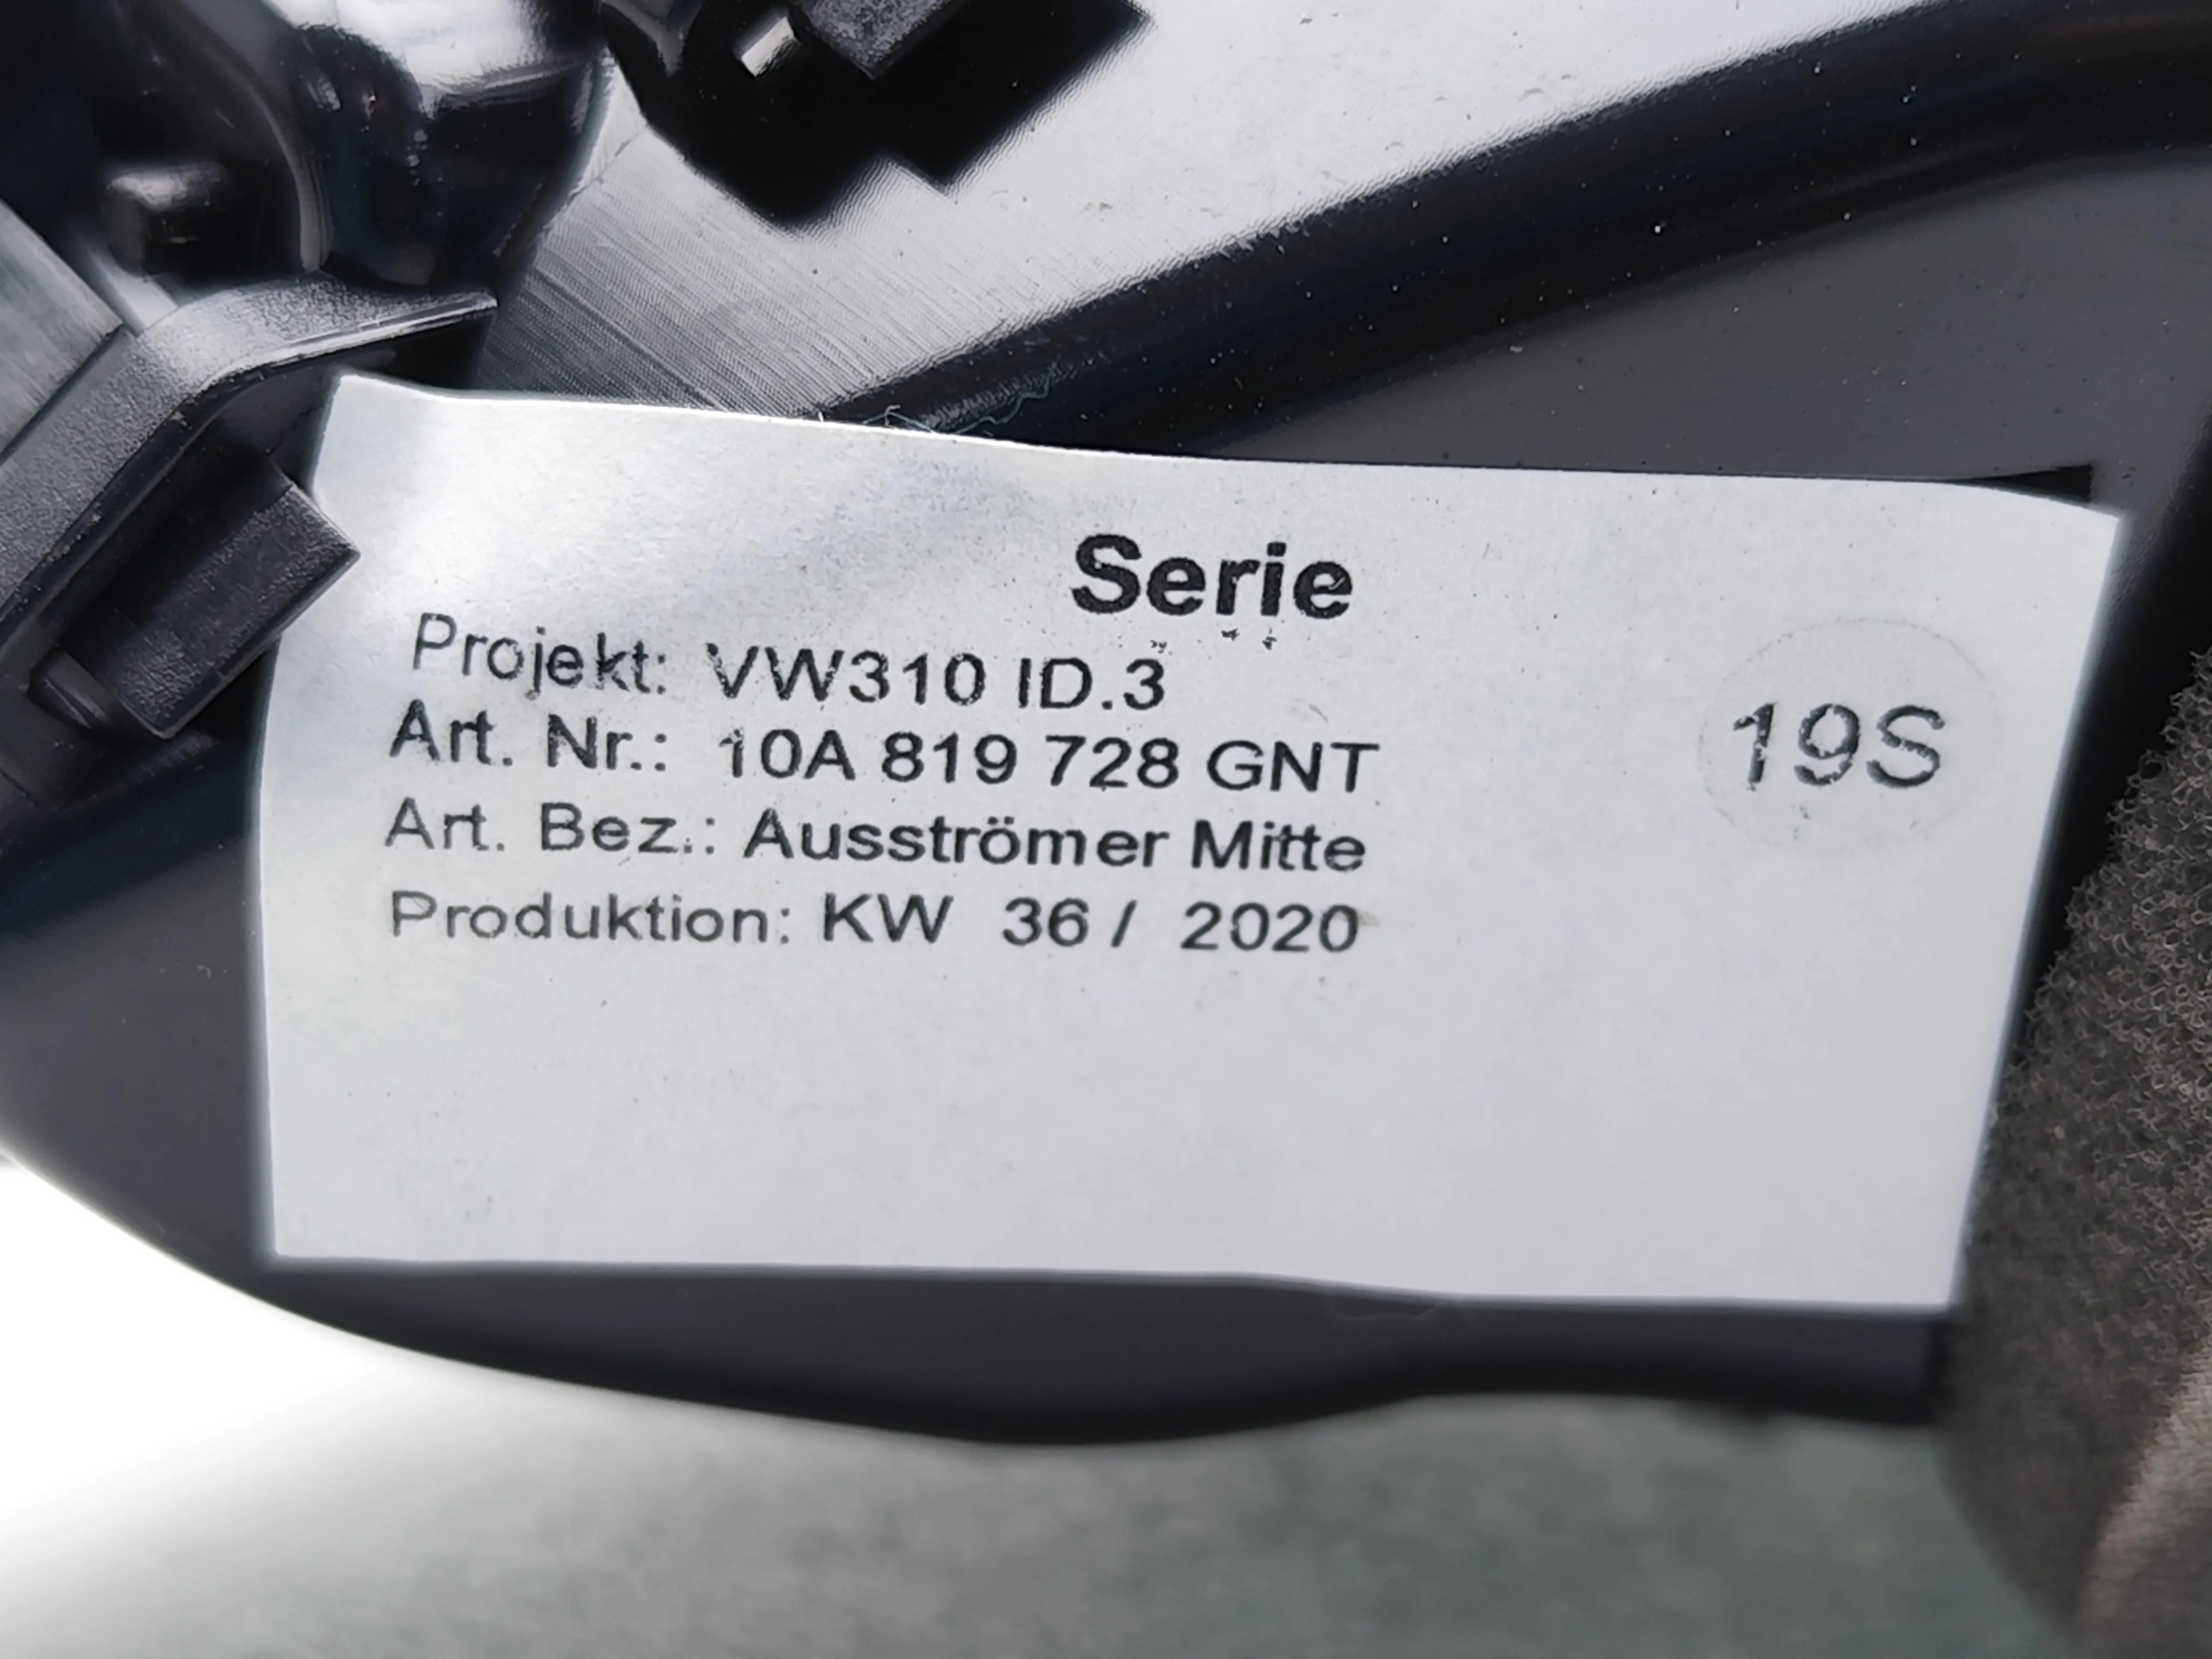 Serie
Projekt: VW310 ID.3
Art. Nr.: 10A 819 728 GNT
19S
Art. Bez.: Ausströmer Mitte
Produktion: KW 36 / 2020